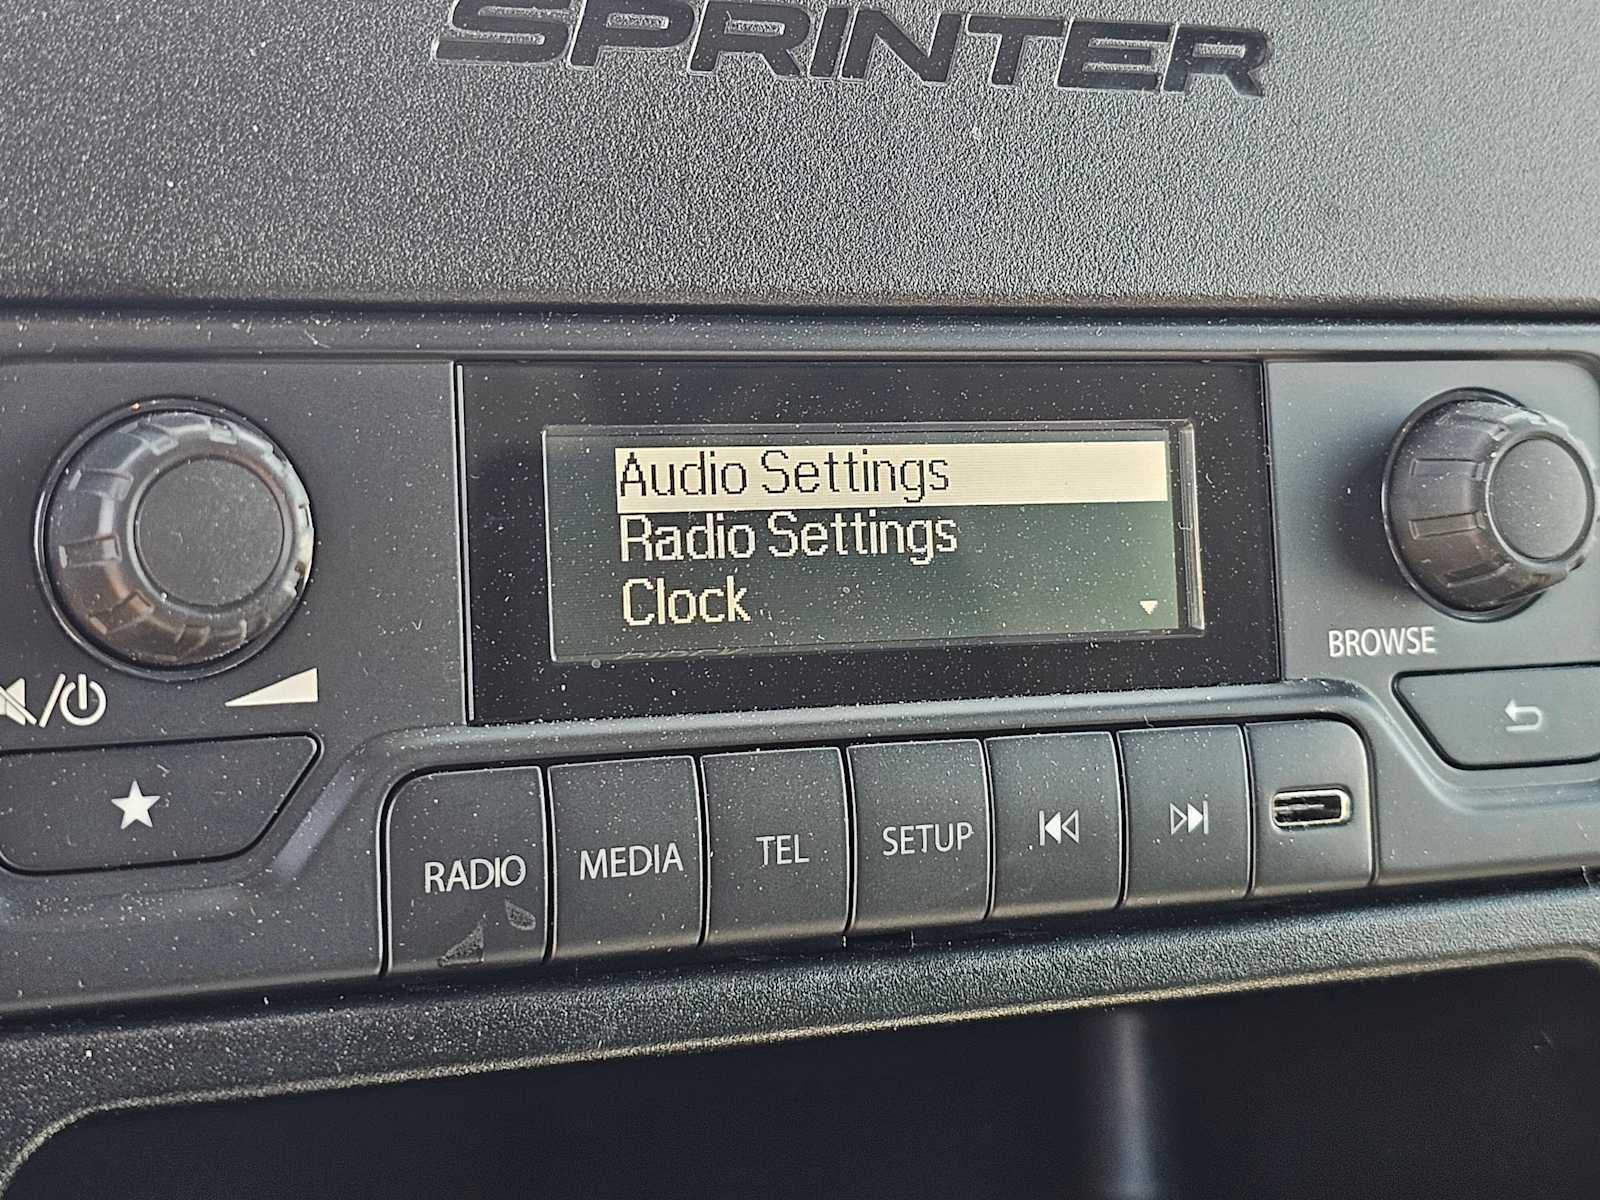 SPRINTER
Audio Settings
Radio Settings
Clock
BROWSE
RADIO
MEDIA
TEL
SETUP